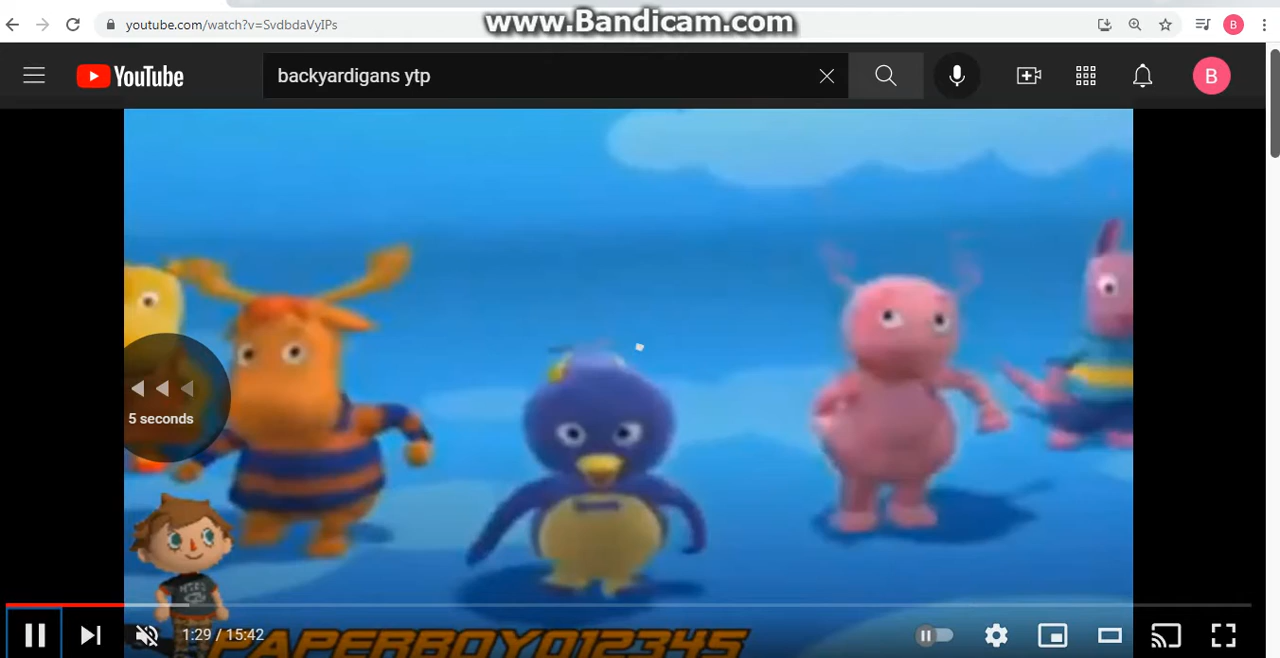 www.Bandicam.com
youtube.com/watch?v=SvdbdaVyIPs
B
YouTube
backyardigans ytp
B
5 seconds
1:29 / 15:42
PAPERBOY012345